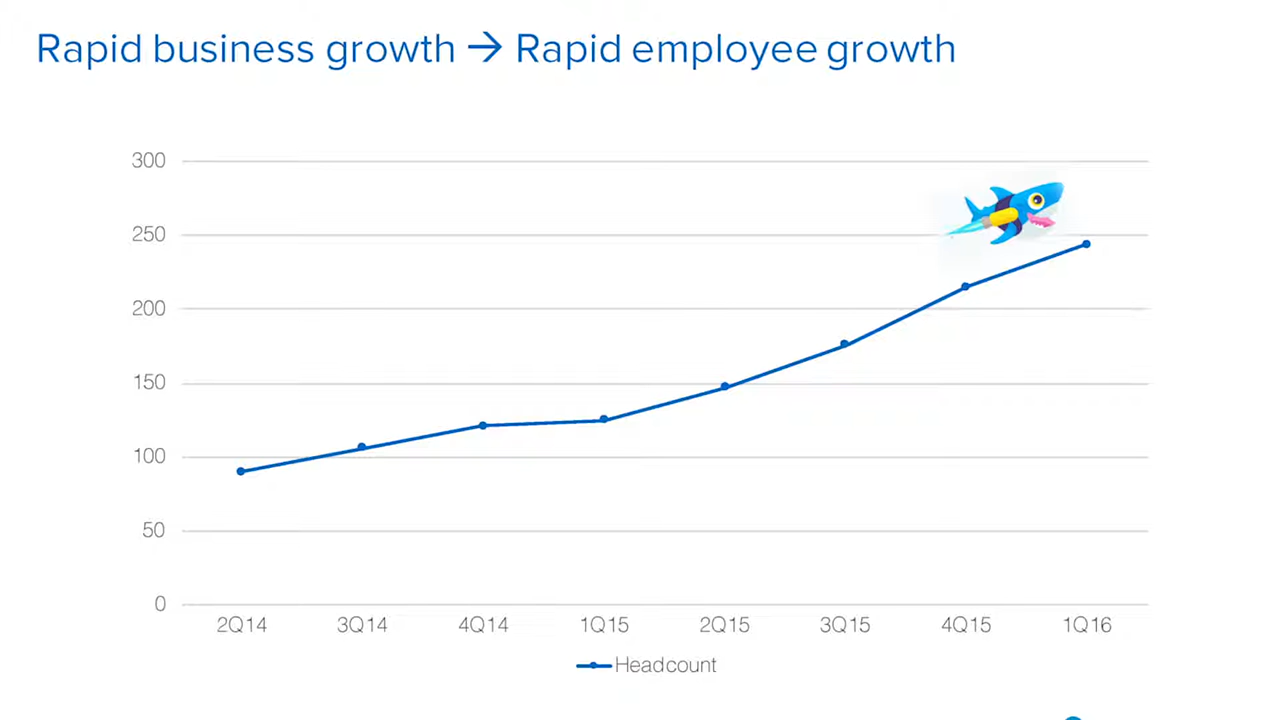 Rapid business growth → Rapid employee growth
300
250
200
150
100
50
0
2Q14 3Q14 4Q14 1Q15 2Q15 3Q15 4Q15 1Q16
Headcount